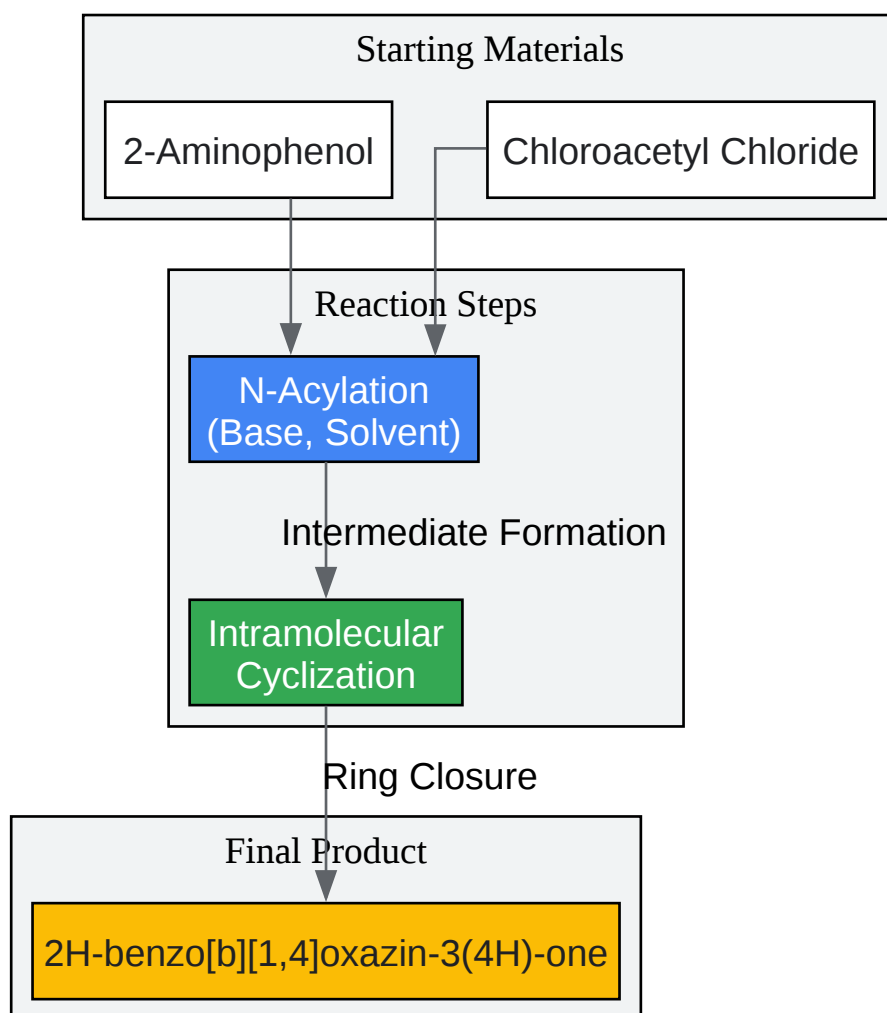 Starting Materials
2-Aminophenol
Chloroacetyl Chloride
Reaction Steps
N-Acylation
(Base, Solvent)
Intermediate Formation
Intramolecular
Cyclization
Ring Closure
Final Product
2H-benzo[b][1,4]oxazin-3(4H)-one